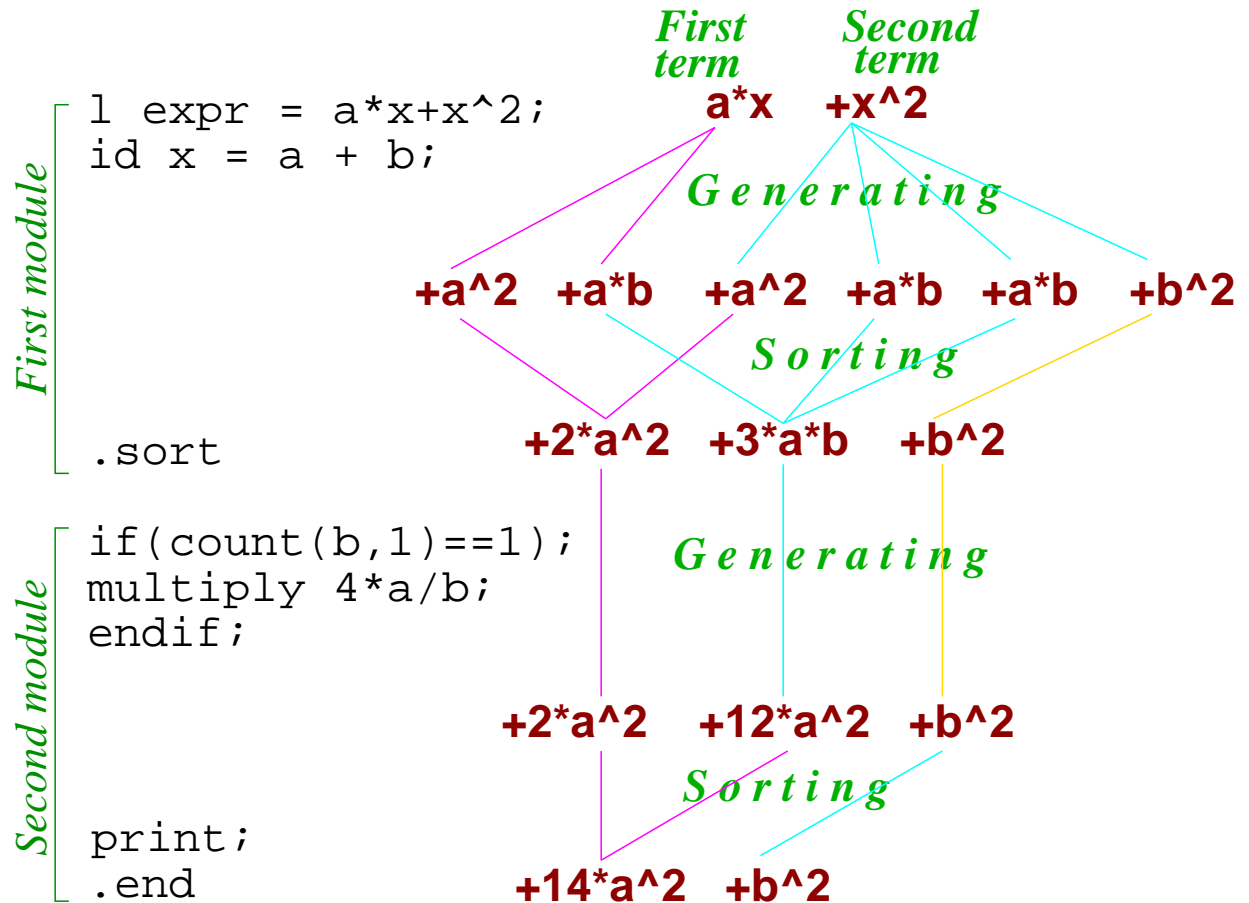 First Second
term term
l expr = a*x+x^2; a*x +x^2
id x = a + b;
Generating
First module
+a^2 +a*b +a^2 +a*b +a*b +b^2
Sorting
.sort +2*a^2 +3*a*b +b^2
if(count(b,1)==1);
Generating
multiply 4*a/b;
endif;
Second module
+2*a^2 +12*a^2 +b^2
Sorting
print;
.end +14*a^2 +b^2